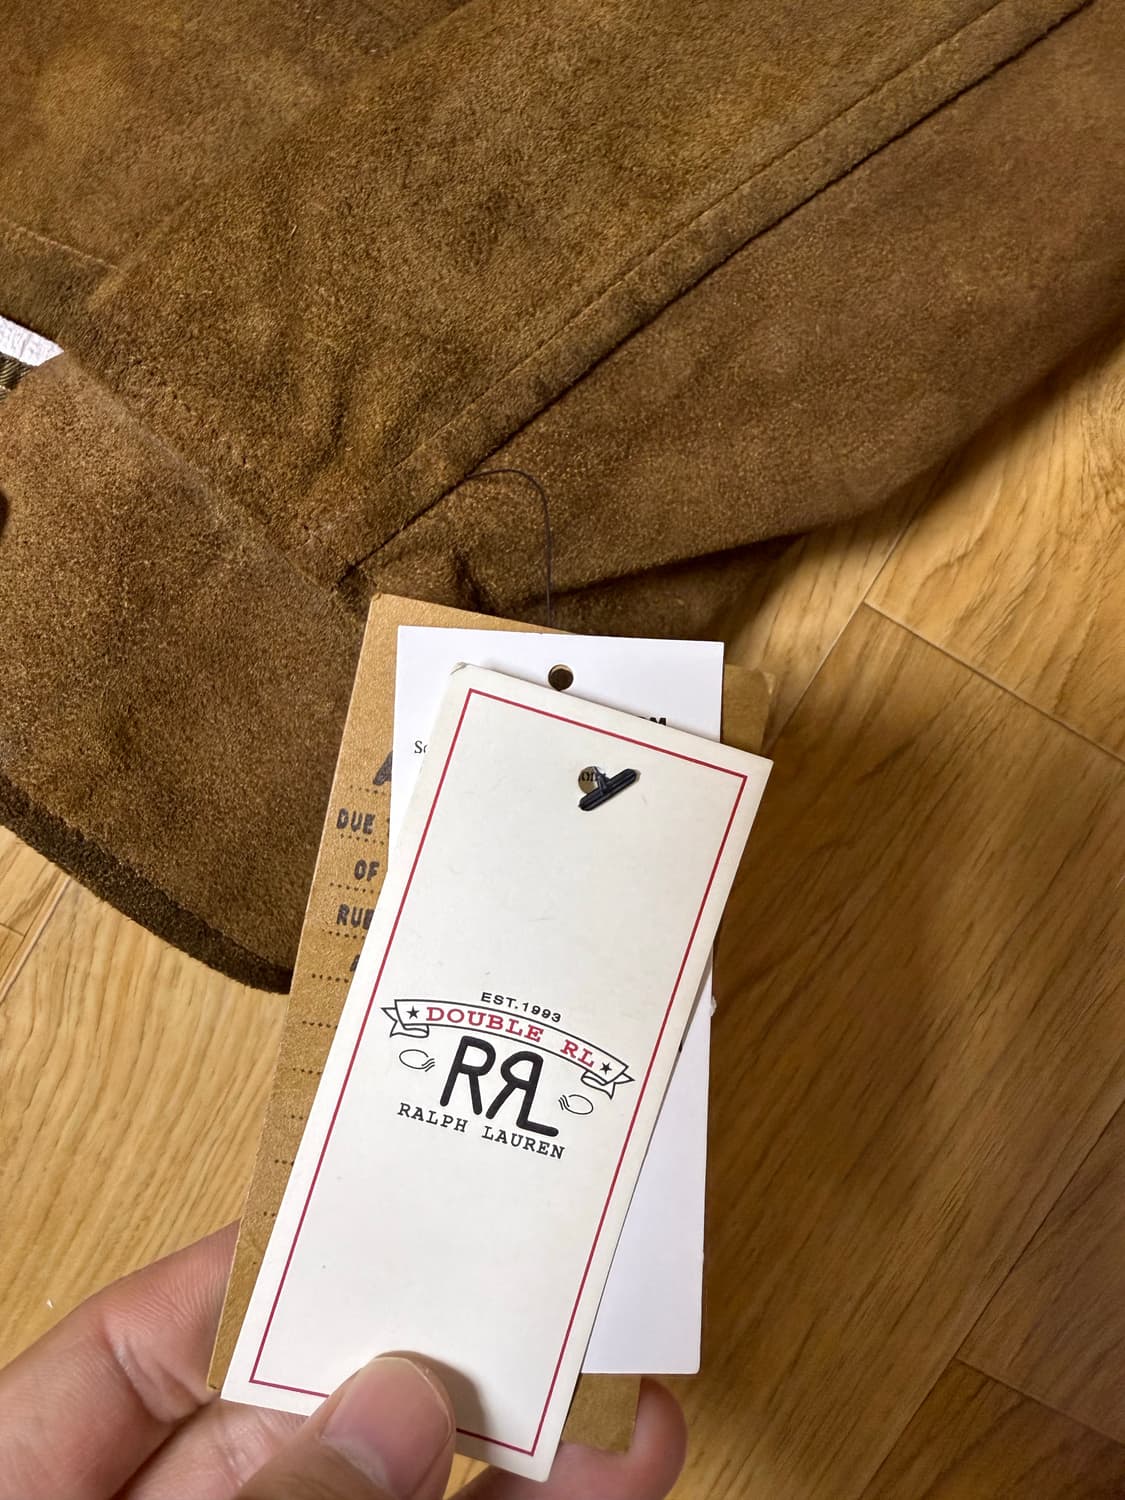 DUE
OF
EST.1993
DOUBLE RL
RRL
RALPH LAUREN